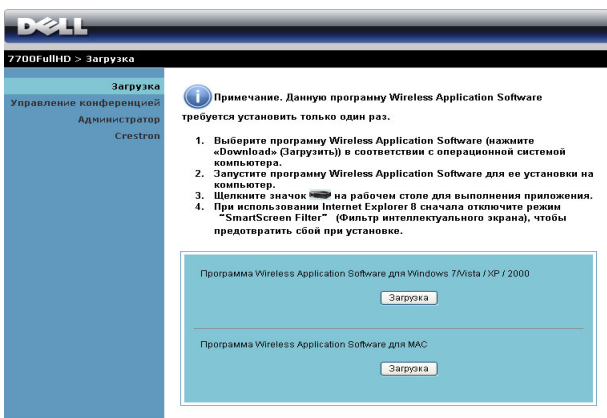 DELL
7700FullHD > Загрузка
Загрузка
Управление конференцией
Администратор
Crestron
Примечание. Данную программу Wireless Application Software
требуется установить только один раз.
1. Выберите программу Wireless Application Software (нажмите
«Download» (Загрузить)) в соответствии с операционной системой
компьютера.
2. Запустите программу Wireless Application Software для ее установки на
компьютер.
3. Щелкните значок на рабочем столе для выполнения приложения.
4. При использовании Internet Explorer 8 сначала отключите режим
“SmartScreen Filter” (Фильтр интеллектуального экрана), чтобы
предотвратить сбой при установке.
Программа Wireless Application Software для Windows 7/Vista / XP / 2000
Загрузка
Программа Wireless Application Software для MAC
Загрузка